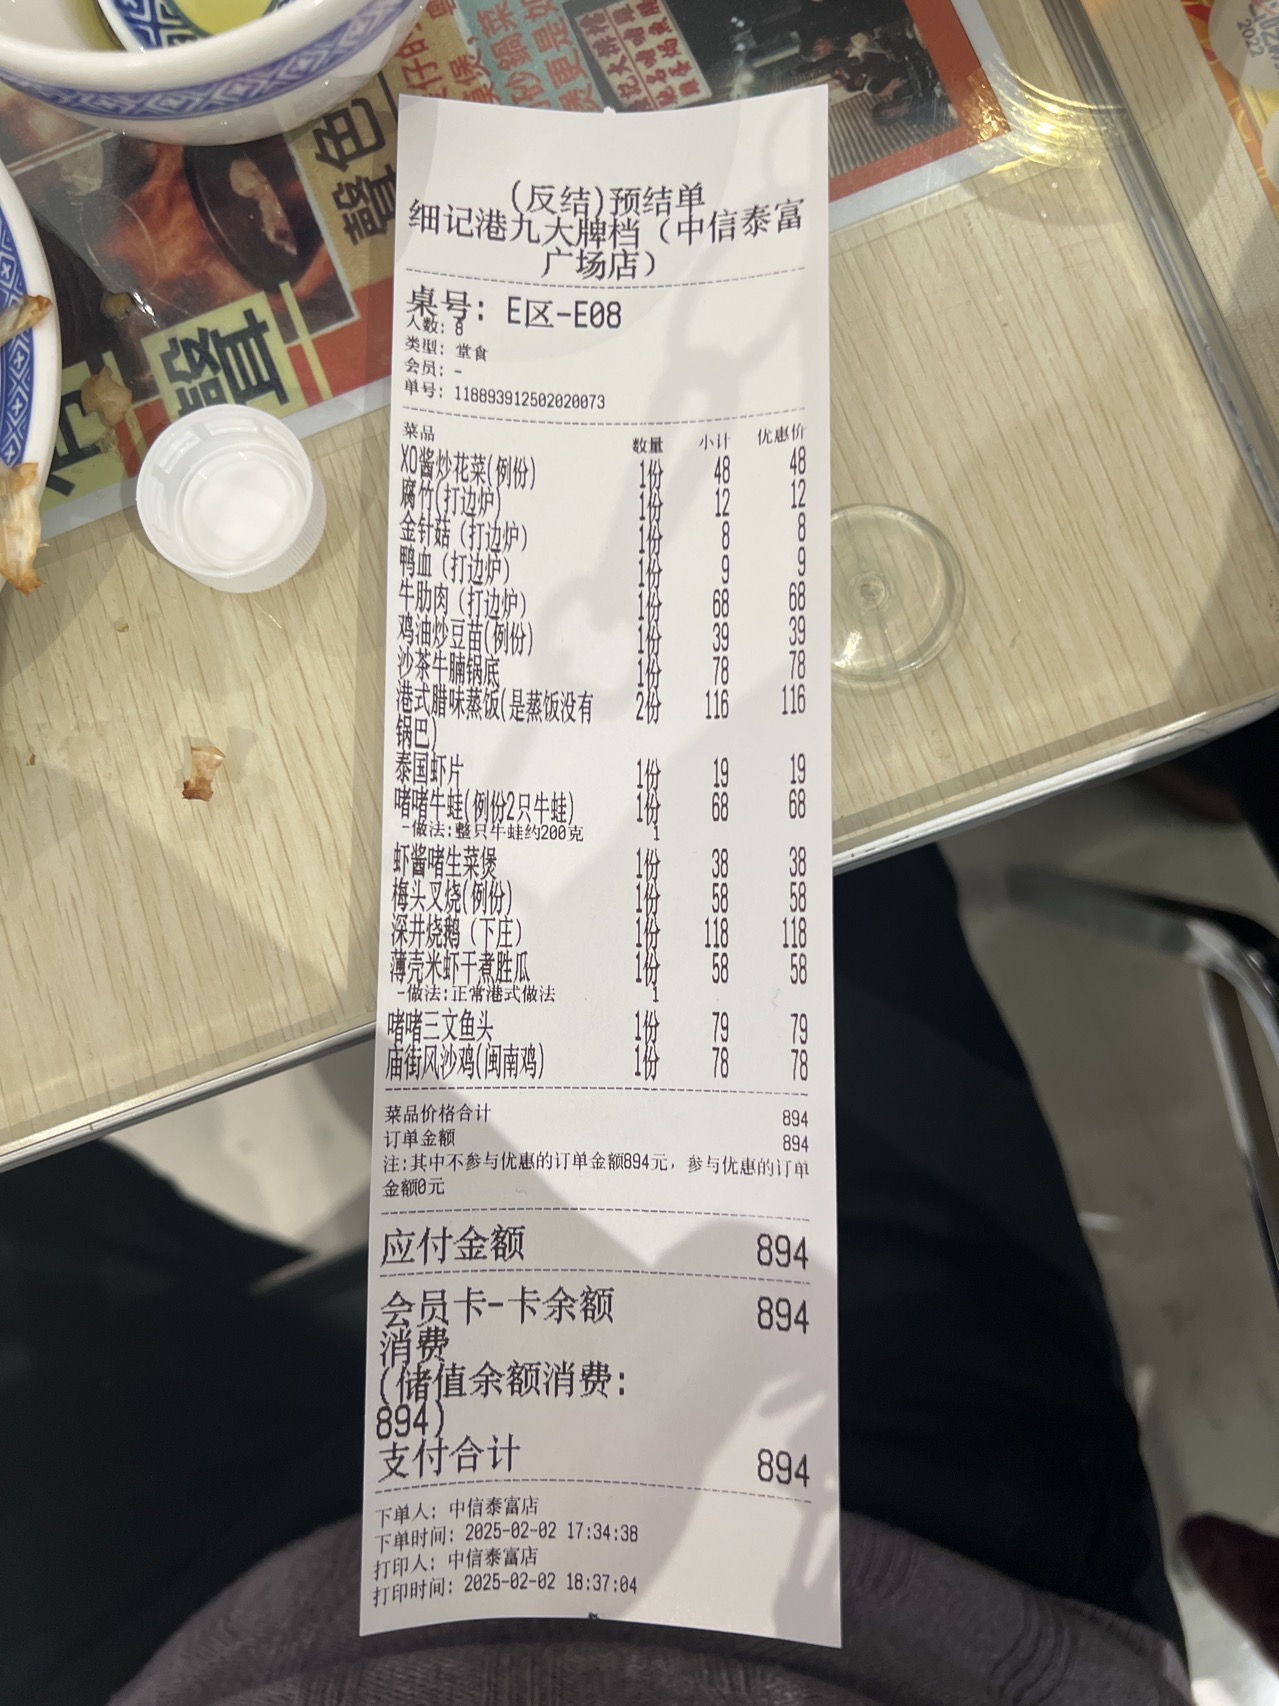 聲色
聲
2022
(反结)预结单
细记港九大牌档（中信泰富
广场店）
桌号: E区-E08
人数: 8
类型: 堂食
会员: -
单号: 118893912502020073
菜品 数量 小计 优惠价
XO酱炒花菜(例份) 1份 48 48
腐竹(打边炉) 1份 12 12
金针菇（打边炉) 1份 8 8
鸭血（打边炉) 1份 9 9
牛肋肉（打边炉) 1份 68 68
鸡油炒豆苗(例份) 1份 39 39
沙茶牛腩锅底 1份 78 78
港式腊味蒸饭(是蒸饭没有 2份 116 116
锅巴)
泰国虾片 1份 19 19
啫啫牛蛙(例份2只牛蛙) 1份 68 68
-做法:整只牛蛙约200克 1
虾酱啫生菜煲 1份 38 38
梅头叉烧(例份) 1份 58 58
深井烧鹅（下庄） 1份 118 118
薄壳米虾干煮胜瓜 1份 58 58
-做法:正常港式做法 1
啫啫三文鱼头 1份 79 79
庙街风沙鸡(闽南鸡) 1份 78 78
菜品价格合计 894
订单金额 894
注:其中不参与优惠的订单金额894元，参与优惠的订单
金额0元
应付金额 894
会员卡-卡余额 894
消费
(储值余额消费:
894)
支付合计 894
下单人: 中信泰富店
下单时间: 2025-02-02 17:34:38
打印人: 中信泰富店
打印时间: 2025-02-02 18:37:04